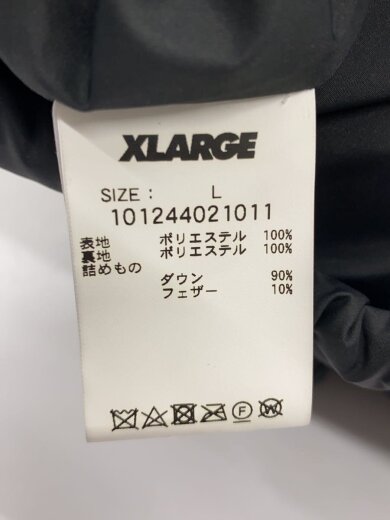 XLARGE
SIZE: L
101244021011
表地 ポリエステル 100%
裏地 ポリエステル 100%
詰めもの
ダウン 90%
フェザー 10%
F W